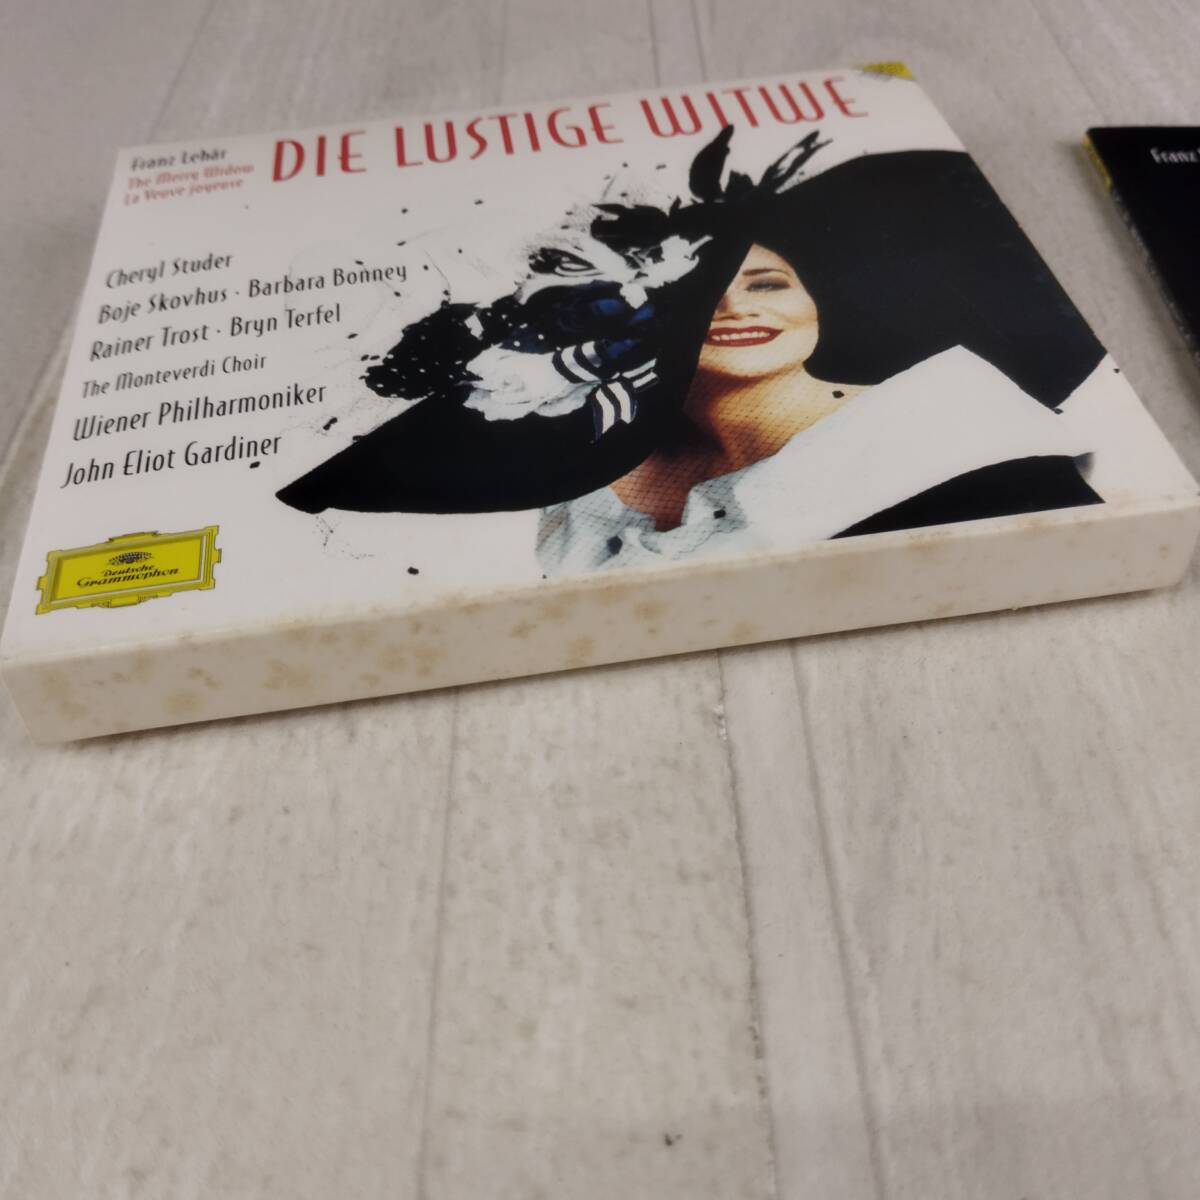 Franz Lehár
The Merry Widow
La Veuve joyeuse
DIE LUSTIGE WITWE
Cheryl Studer
Boje Skovhus · Barbara Bonney
Rainer Trost · Bryn Terfel
The Monteverdi Choir
Wiener Philharmoniker
John Eliot Gardiner
Deutsche
Grammophon
Franz